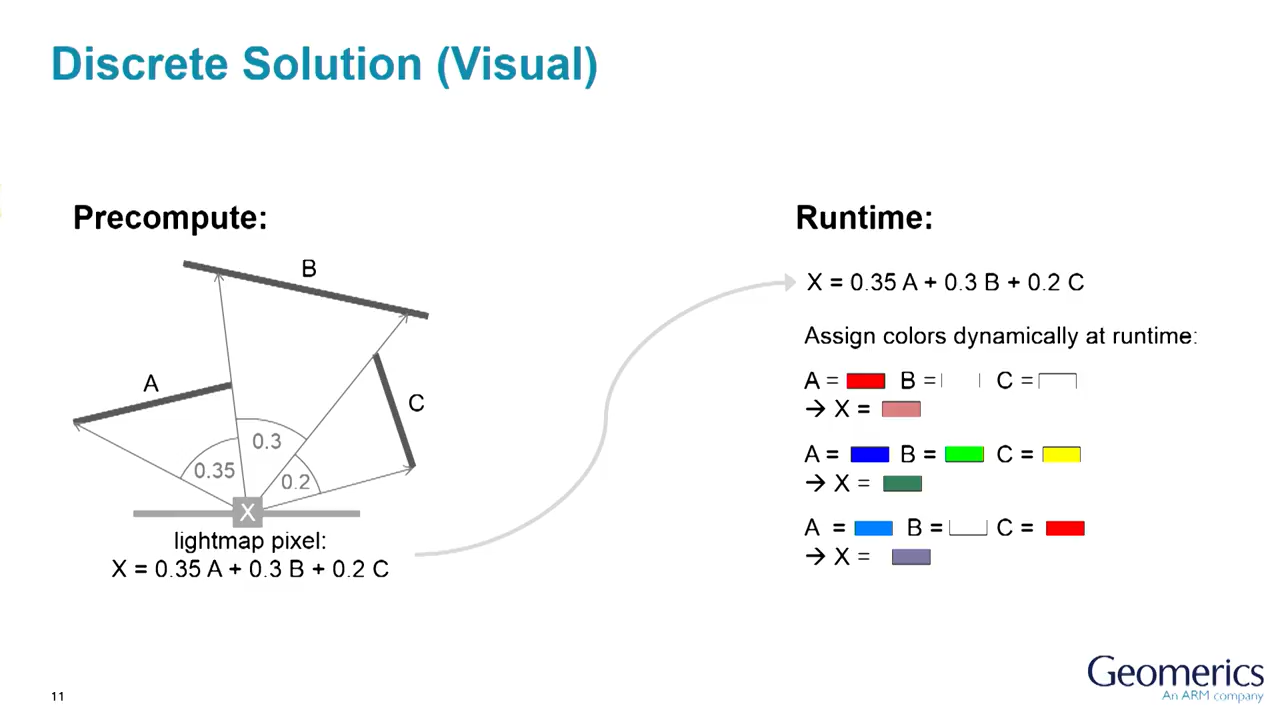 Discrete Solution (Visual)
Precompute:
B
A
C
0.3
0.35
0.2
X
lightmap pixel:
X = 0.35 A + 0.3 B + 0.2 C
Runtime:
X = 0.35 A + 0.3 B + 0.2 C
Assign colors dynamically at runtime:
A = B = C =
→ X =
A = B = C =
→ X =
A = B = C =
→ X =
11
Geomerics
An ARM company